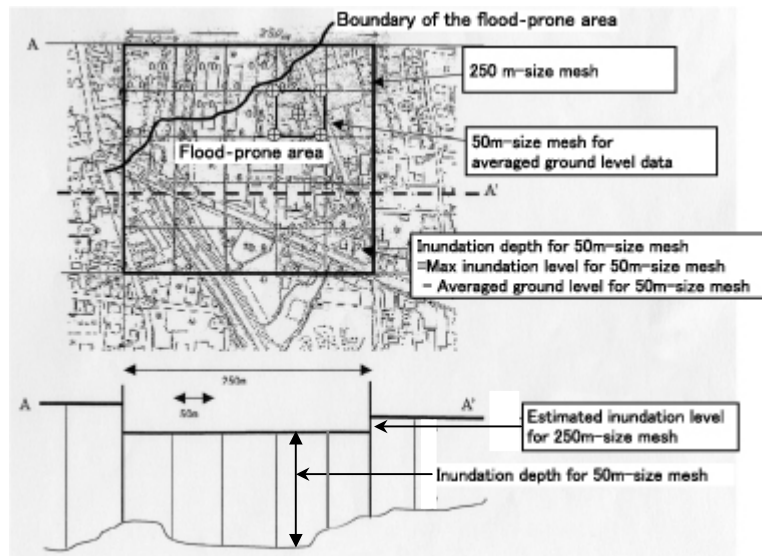 Boundary of the flood-prone area
250m
A
250 m-size mesh
50m-size mesh for
averaged ground level data
Flood-prone area
A'
Inundation depth for 50m-size mesh
=Max inundation level for 50m-size mesh
- Averaged ground level for 50m-size mesh
250m
A
50m
A'
Estimated inundation level
for 250m-size mesh
Inundation depth for 50m-size mesh